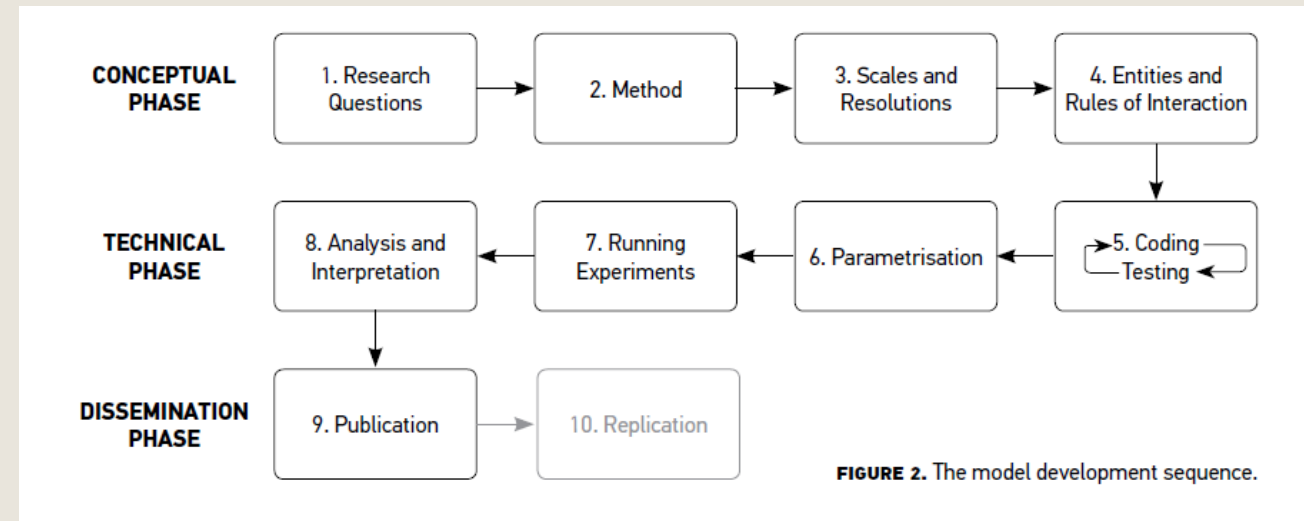 CONCEPTUAL
PHASE
1. Research
Questions
2. Method
3. Scales and
Resolutions
4. Entities and
Rules of Interaction
TECHNICAL
PHASE
8. Analysis and
Interpretation
7. Running
Experiments
6. Parametrisation
5. Coding
Testing
DISSEMINATION
PHASE
9. Publication
10. Replication
FIGURE 2. The model development sequence.